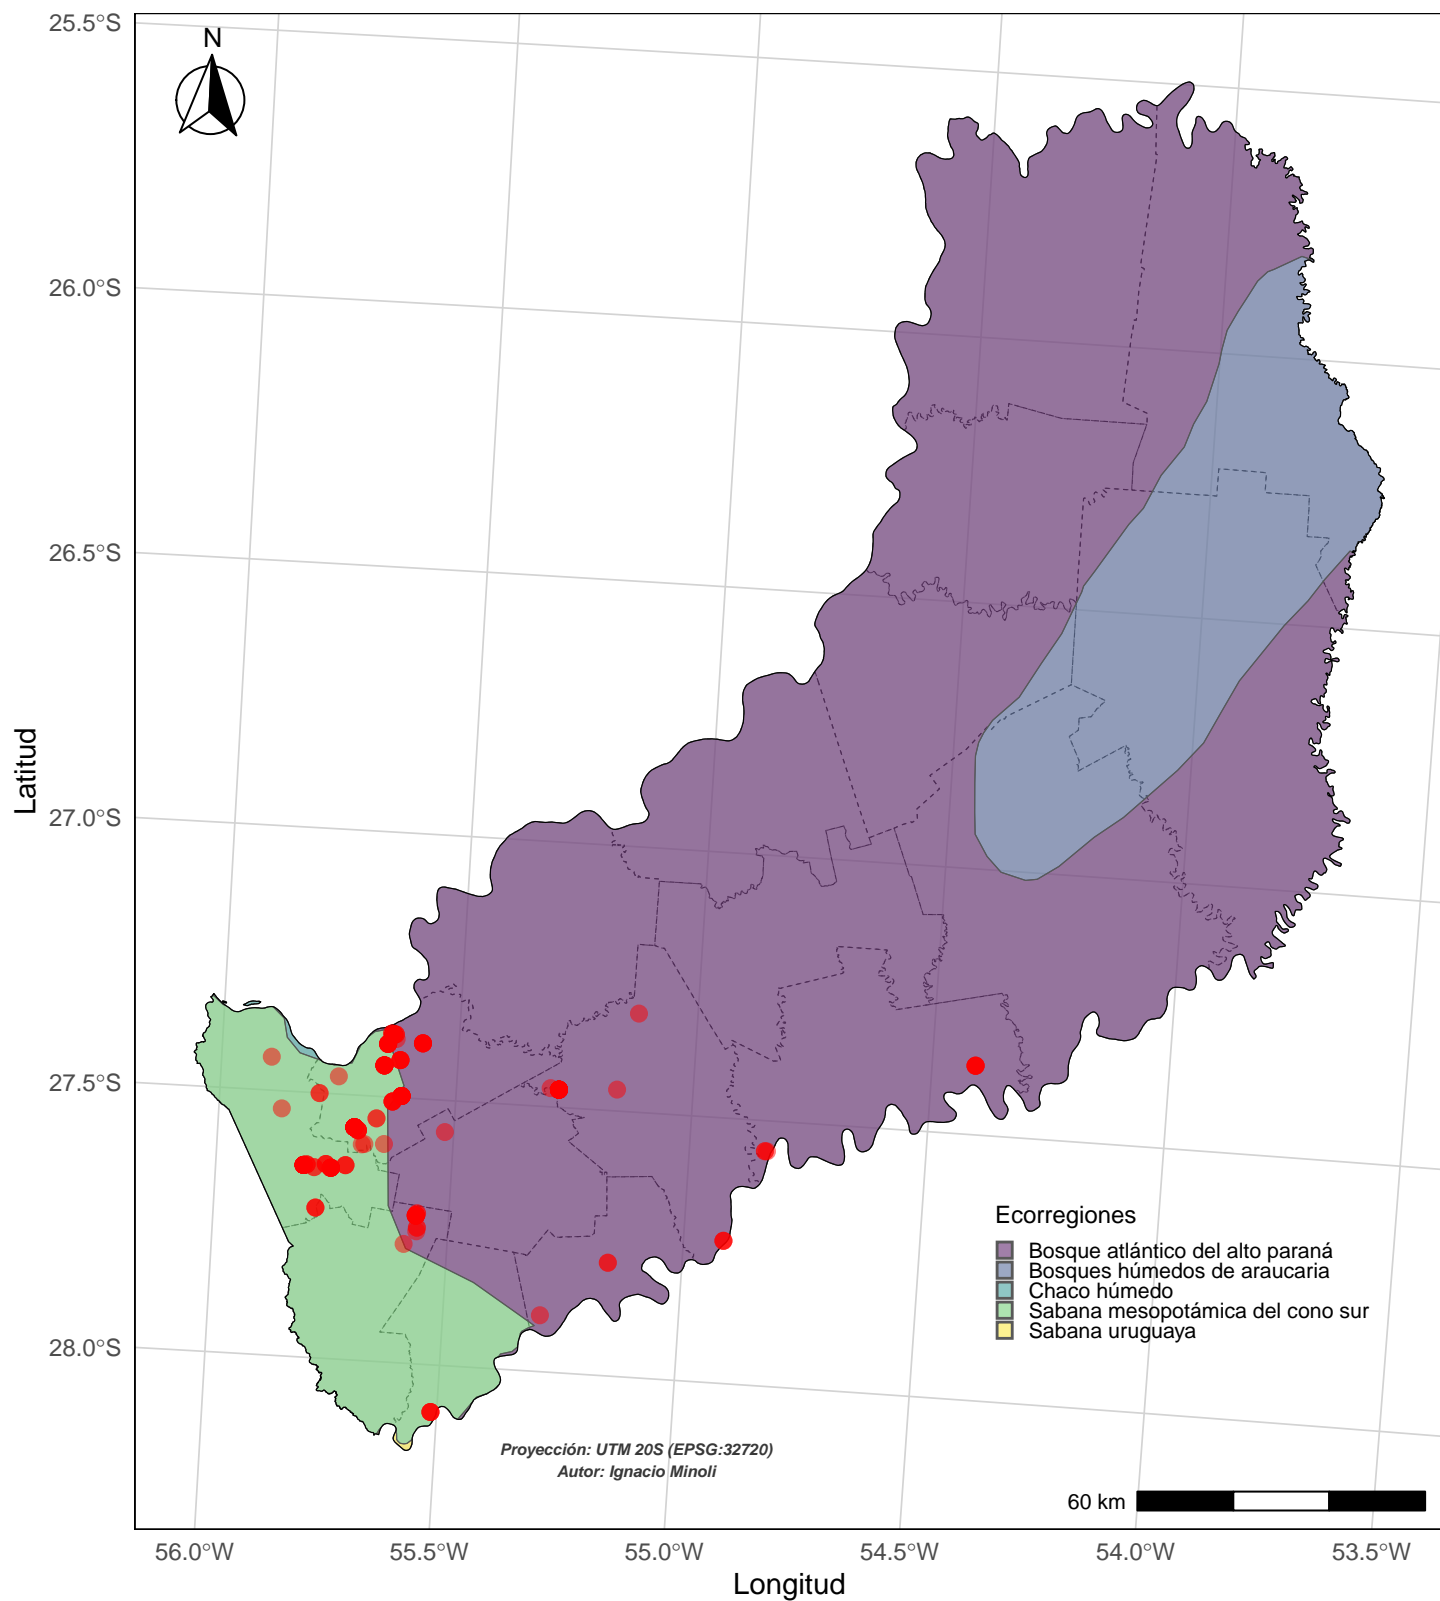 25.5°S
N
26.0°S
26.5°S
Latitud
27.0°S
27.5°S
Ecorregiones
Bosque atlántico del alto paraná
Bosques húmedos de araucaria
Chaco húmedo
Sabana mesopotámica del cono sur
Sabana uruguaya
28.0°S
Proyección: UTM 20S (EPSG:32720)
Autor: Ignacio Minoli
60 km
56.0°W 55.5°W 55.0°W 54.5°W 54.0°W 53.5°W
Longitud